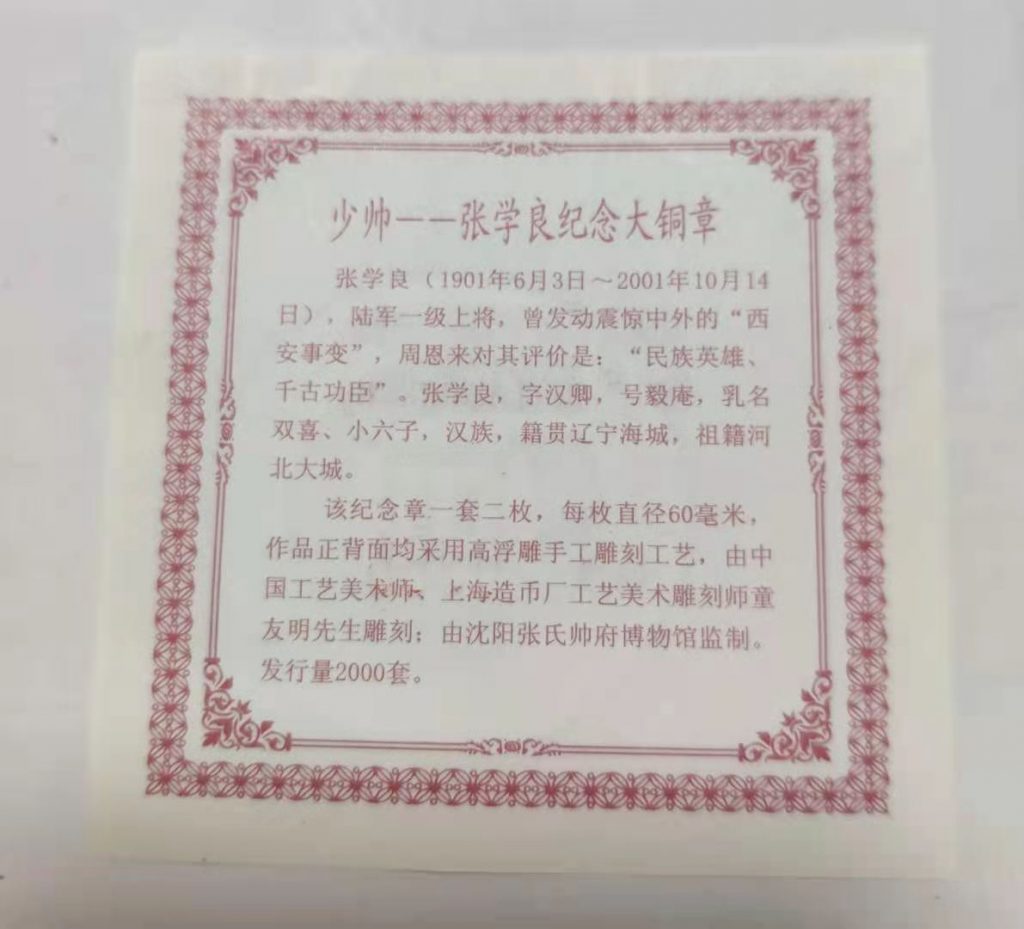 少帅——张学良纪念大铜章
张学良（1901年6月3日～2001年10月14
日），陆军一级上将，曾发动震惊中外的“西
安事变”，周恩来对其评价是：“民族英雄、
千古功臣”。张学良，字汉卿，号毅庵，乳名
双喜、小六子，汉族，籍贯辽宁海城，祖籍河
北大城。
该纪念章一套二枚，每枚直径60毫米，
作品正背面均采用高浮雕手工雕刻工艺，由中
国工艺美术师、上海造币厂工艺美术雕刻师童
友明先生雕刻；由沈阳张氏帅府博物馆监制。
发行量2000套。